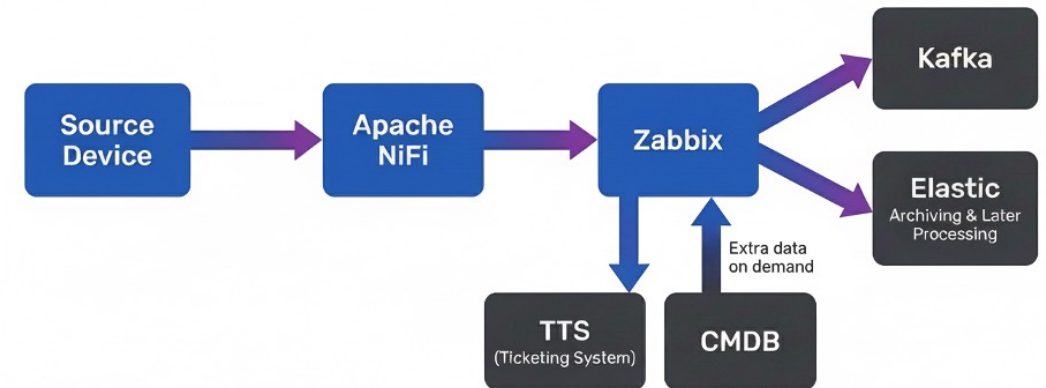 Source
Device
Apache
NiFi
Zabbix
Kafka
Elastic
Archiving & Later
Processing
Extra data
on demand
TTS
(Ticketing System)
CMDB